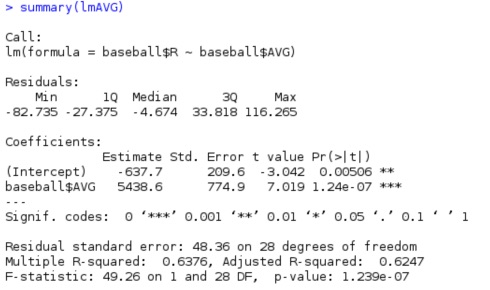 > summary(lmAVG)
Call:
lm(formula = baseball$R ~ baseball$AVG)
Residuals:
    Min      1Q  Median      3Q     Max
-82.735 -27.375  -4.674  33.818 116.265
Coefficients:
             Estimate Std. Error t value Pr(>|t|)
(Intercept)    -637.7      209.6  -3.042  0.00506 **
baseball$AVG   5438.6      774.9   7.019 1.24e-07 ***
---
Signif. codes:  0 ‘***’ 0.001 ‘**’ 0.01 ‘*’ 0.05 ‘.’ 0.1 ‘ ’ 1
Residual standard error: 48.36 on 28 degrees of freedom
Multiple R-squared:  0.6376, Adjusted R-squared:  0.6247
F-statistic: 49.26 on 1 and 28 DF,  p-value: 1.239e-07